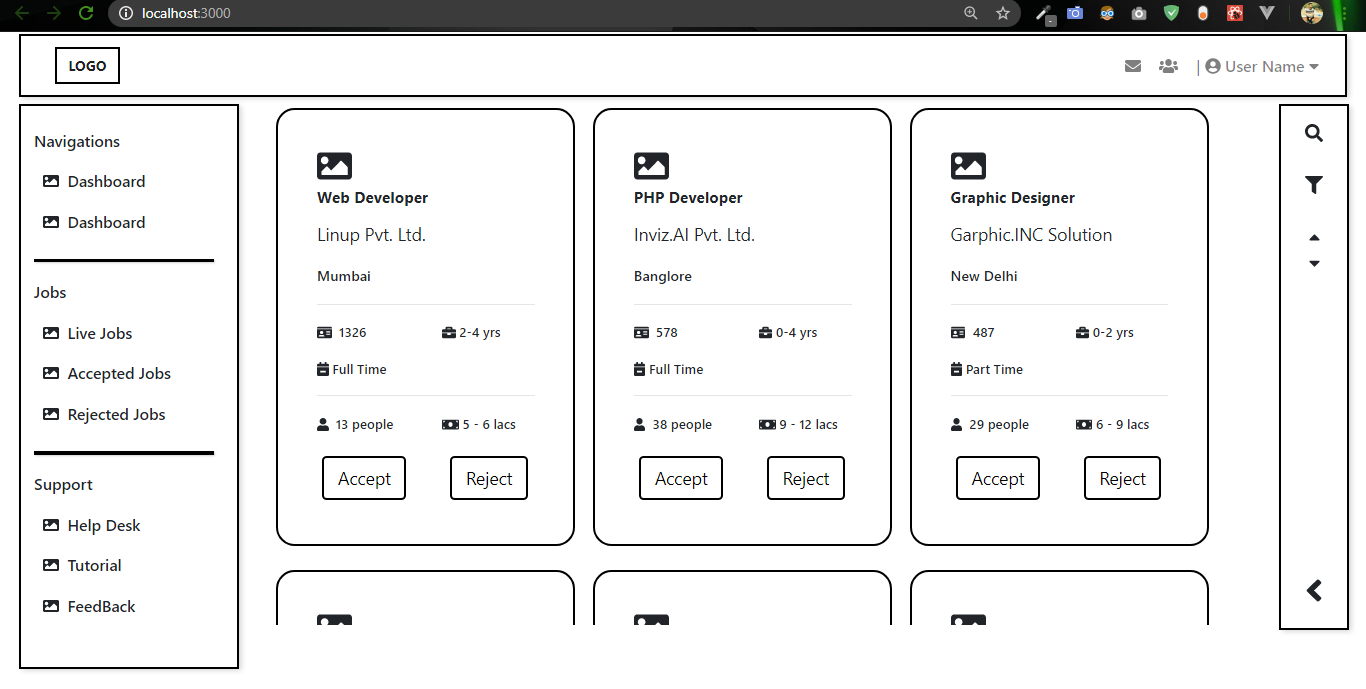 localhost:3000
LOGO
| User Name
Navigations
Dashboard
Dashboard
Jobs
Live Jobs
Accepted Jobs
Rejected Jobs
Support
Help Desk
Tutorial
FeedBack
Web Developer
Linup Pvt. Ltd.
Mumbai
1326 2-4 yrs
Full Time
13 people 5 - 6 lacs
Accept Reject
PHP Developer
Inviz.AI Pvt. Ltd.
Banglore
578 0-4 yrs
Full Time
38 people 9 - 12 lacs
Accept Reject
Graphic Designer
Garphic.INC Solution
New Delhi
487 0-2 yrs
Part Time
29 people 6 - 9 lacs
Accept Reject